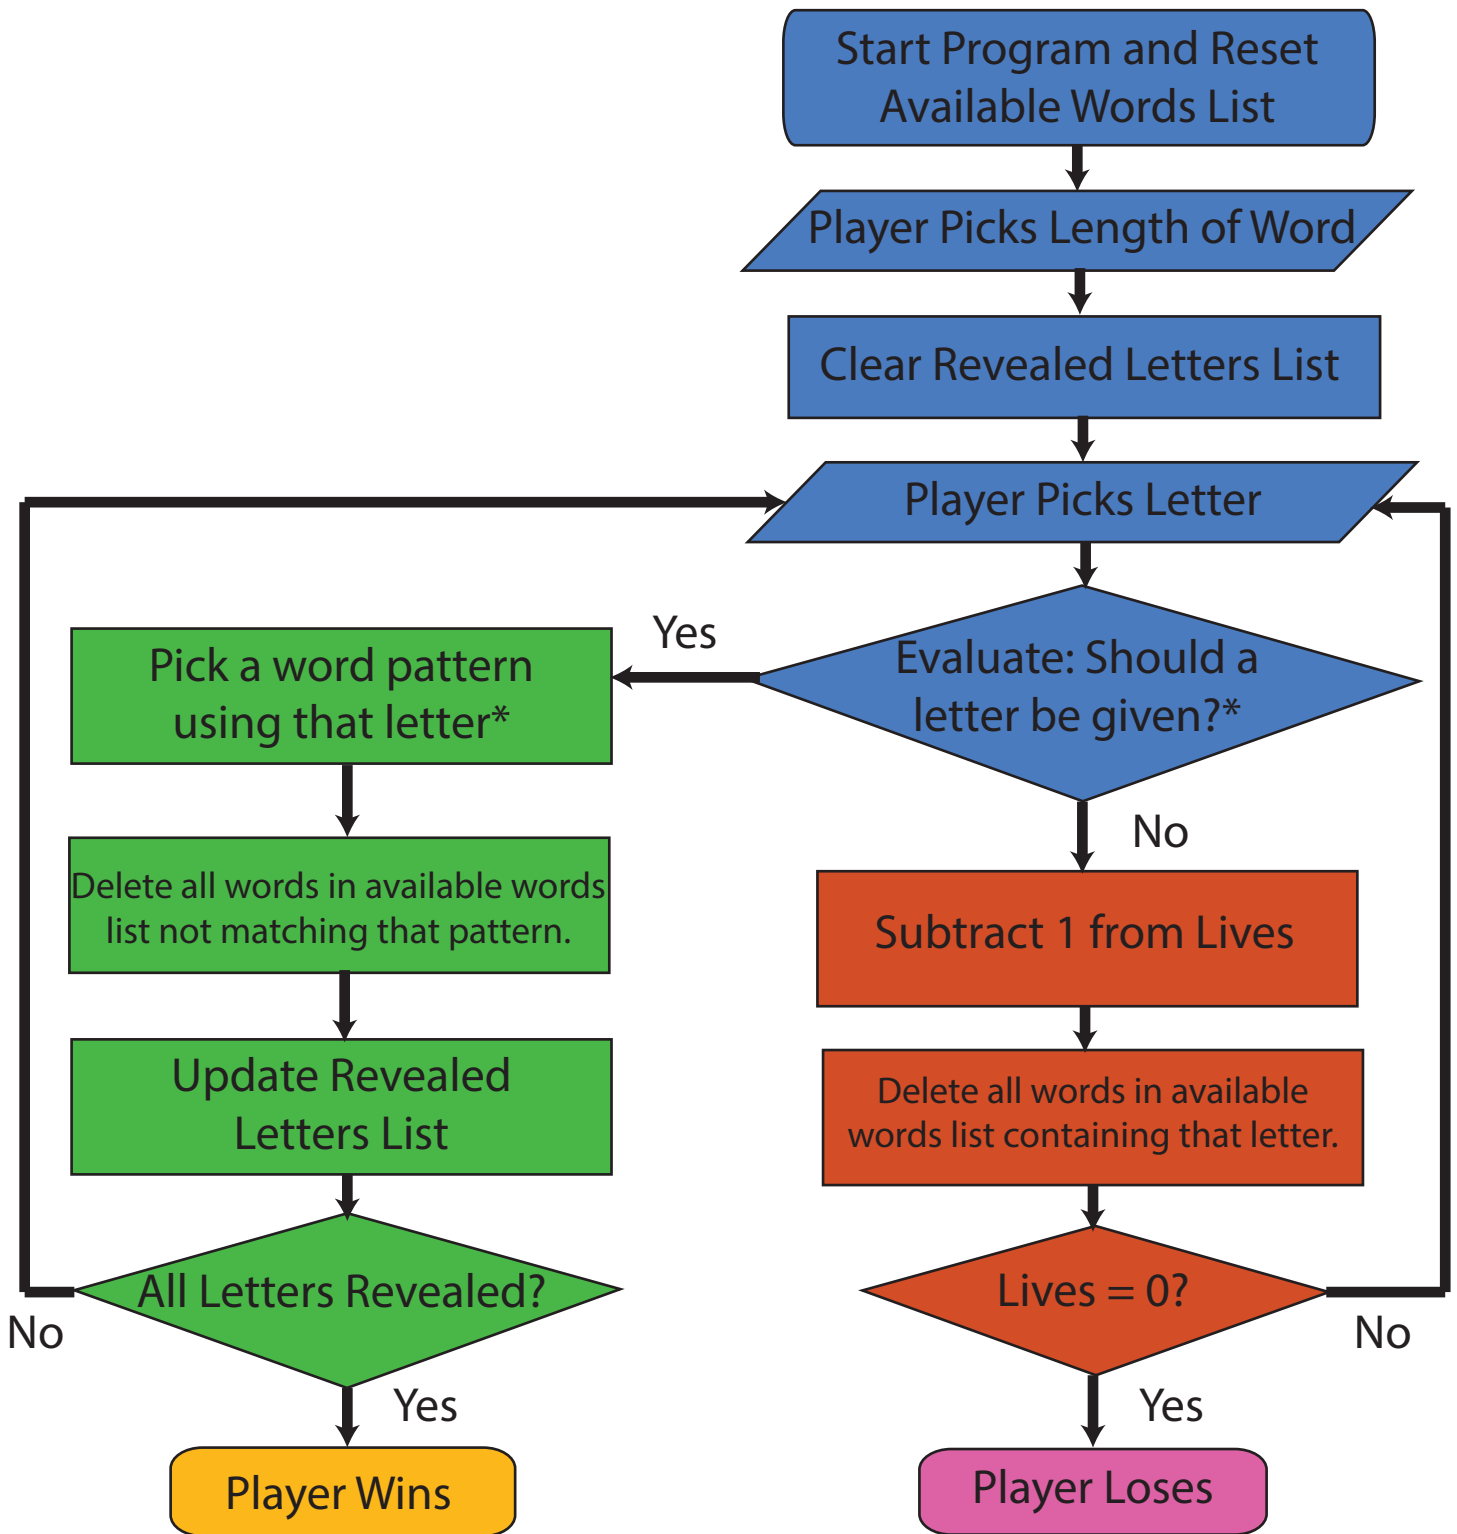 Start Program and Reset
Available Words List
Player Picks Length of Word
Clear Revealed Letters List
Player Picks Letter
Evaluate: Should a
letter be given?*
Yes
Pick a word pattern
using that letter*
Delete all words in available words
list not matching that pattern.
Update Revealed
Letters List
All Letters Revealed?
No
Yes
Player Wins
No
Subtract 1 from Lives
Delete all words in available
words list containing that letter.
Lives = 0?
No
Yes
Player Loses